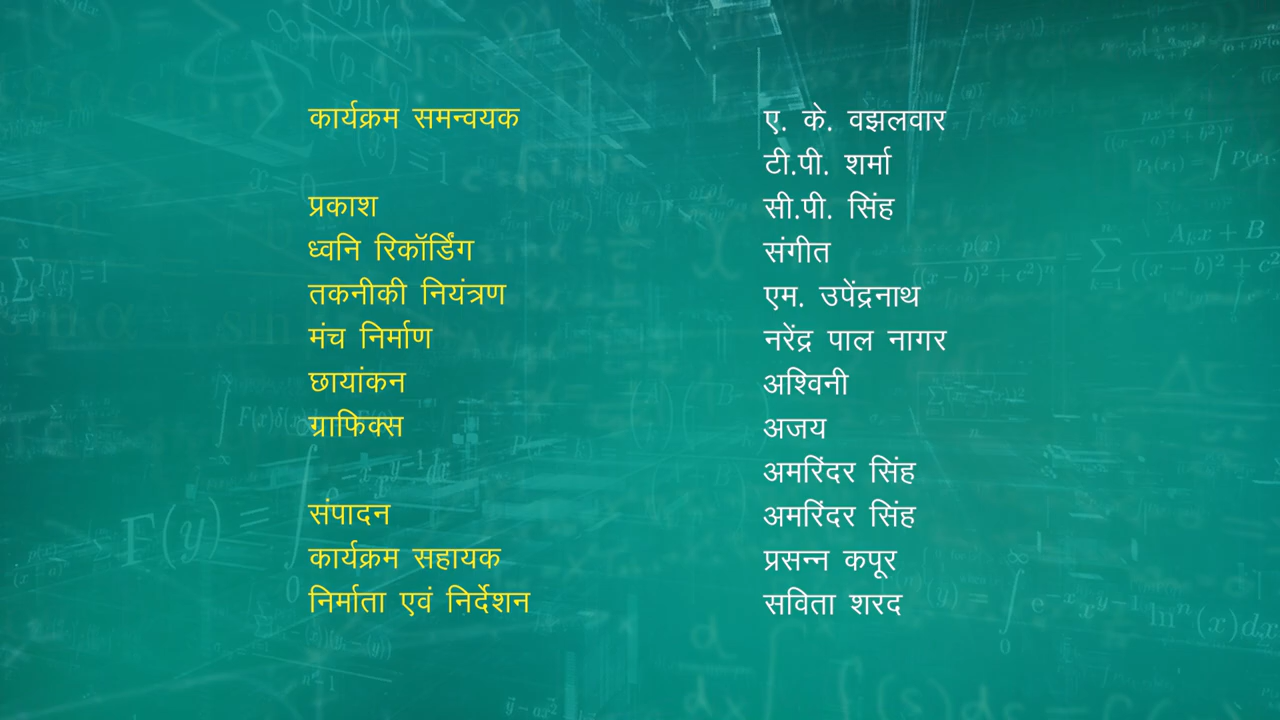 कार्यक्रम समन्वयक ए. के. वझलवार
टी.पी. शर्मा
प्रकाश सी.पी. सिंह
ध्वनि रिकॉर्डिंग संगीत
तकनीकी नियंत्रण एम. उपेंद्रनाथ
मंच निर्माण नरेंद्र पाल नागर
छायांकन अश्विनी
ग्राफिक्स अजय
अमरिंदर सिंह
संपादन अमरिंदर सिंह
कार्यक्रम सहायक प्रसन्न कपूर
निर्माता एवं निर्देशन सविता शरद